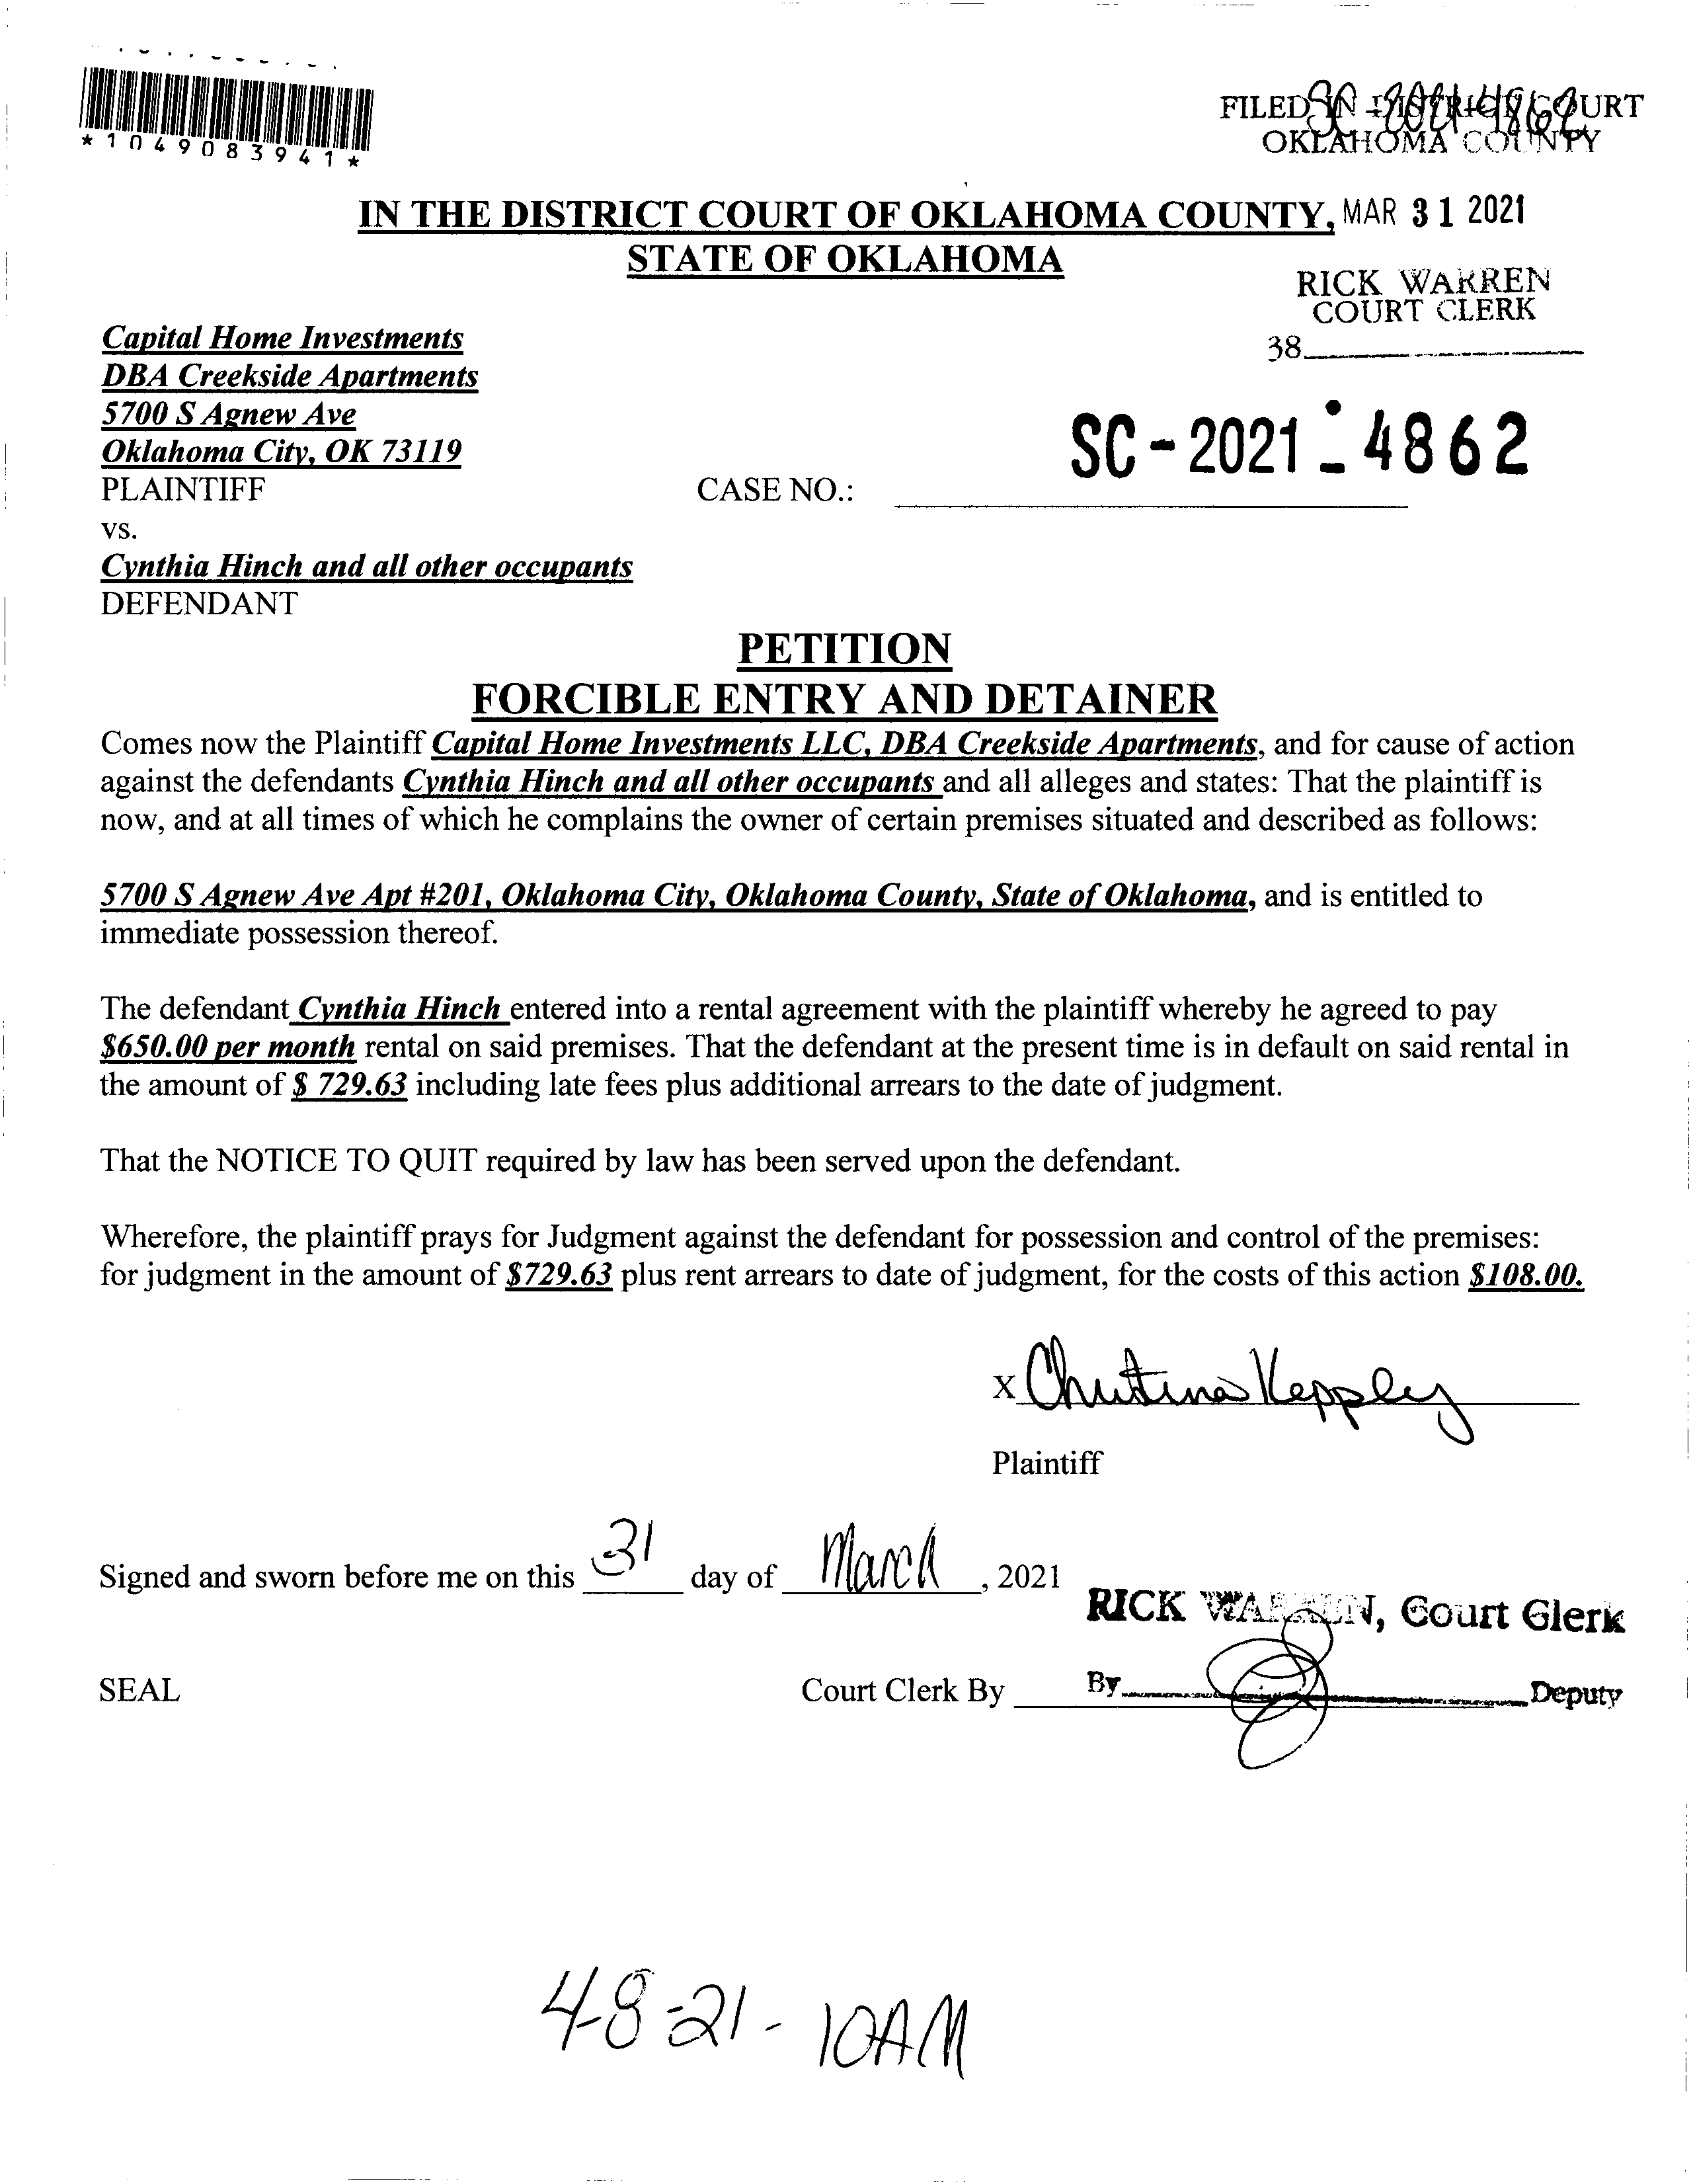 *1049083941*
SC-2021-4862
FILED IN DISTRICT COURT
OKLAHOMA COUNTY
IN THE DISTRICT COURT OF OKLAHOMA COUNTY, MAR 31 2021
STATE OF OKLAHOMA
RICK WARREN
COURT CLERK
38
Capital Home Investments
DBA Creekside Apartments
5700 S Agnew Ave
Oklahoma City, OK 73119
PLAINTIFF
CASE NO.: SC-2021-4862
vs.
Cynthia Hinch and all other occupants
DEFENDANT
PETITION
FORCIBLE ENTRY AND DETAINER
Comes now the Plaintiff Capital Home Investments LLC, DBA Creekside Apartments, and for cause of action
against the defendants Cynthia Hinch and all other occupants and all alleges and states: That the plaintiff is
now, and at all times of which he complains the owner of certain premises situated and described as follows:
5700 S Agnew Ave Apt #201, Oklahoma City, Oklahoma County, State of Oklahoma, and is entitled to
immediate possession thereof.
The defendant Cynthia Hinch entered into a rental agreement with the plaintiff whereby he agreed to pay
$650.00 per month rental on said premises. That the defendant at the present time is in default on said rental in
the amount of $ 729.63 including late fees plus additional arrears to the date of judgment.
That the NOTICE TO QUIT required by law has been served upon the defendant.
Wherefore, the plaintiff prays for Judgment against the defendant for possession and control of the premises:
for judgment in the amount of $729.63 plus rent arrears to date of judgment, for the costs of this action $108.00.
x Christina Keppley
Plaintiff
Signed and sworn before me on this 31 day of March, 2021
RICK WARREN, Court Clerk
SEAL
Court Clerk By By Deputy
4-8-21 - 10AM